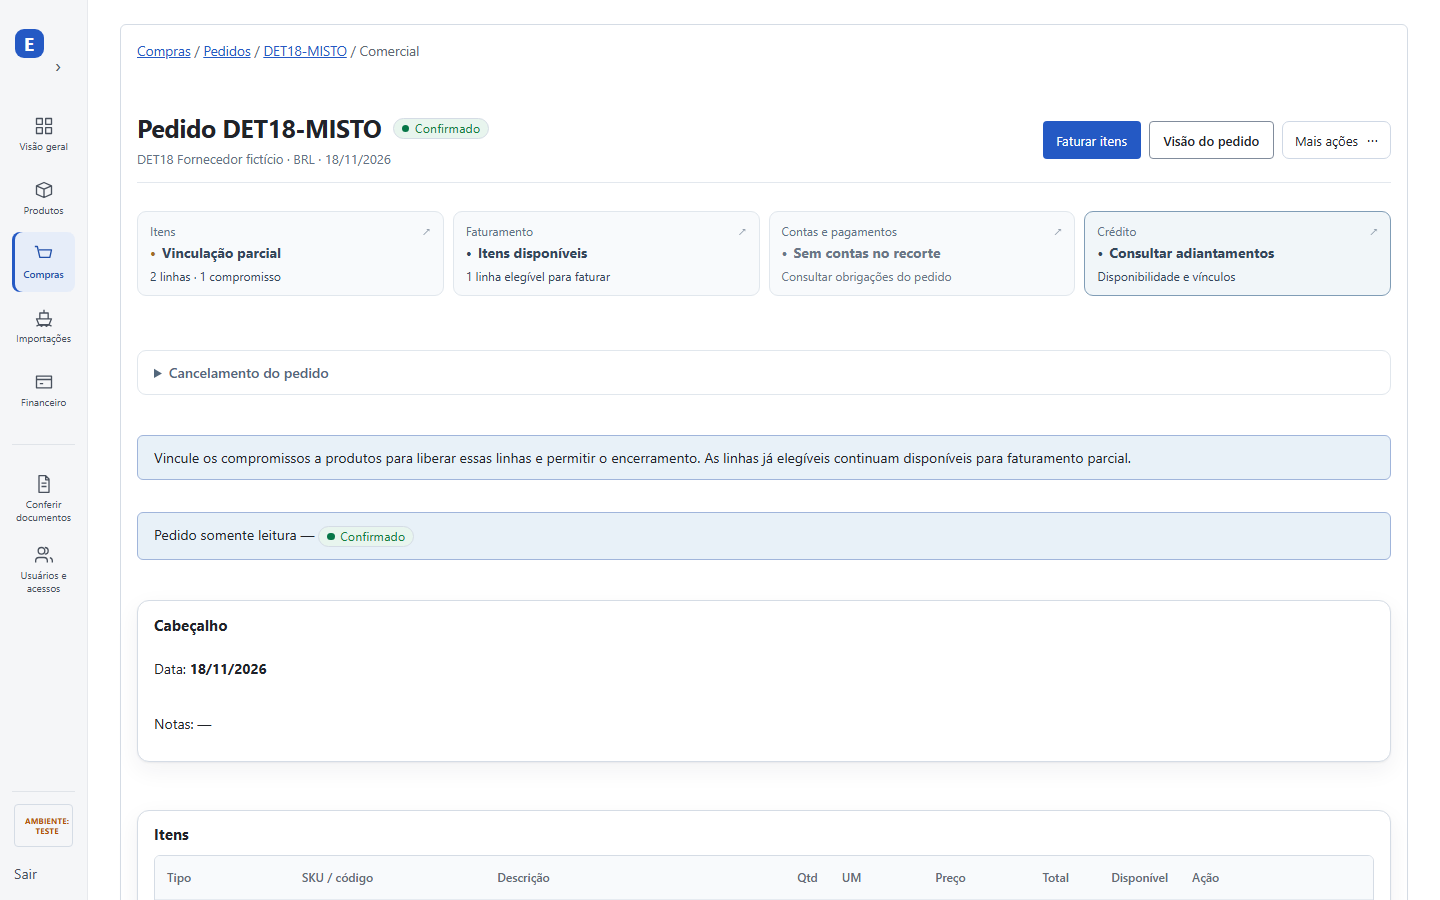 E
Visão geral
Produtos
Compras
Importações
Financeiro
Conferir
documentos
Usuários e
acessos
AMBIENTE:
TESTE
Sair
Compras / Pedidos / DET18-MISTO / Comercial
Pedido DET18-MISTO
Confirmado
DET18 Fornecedor fictício · BRL · 18/11/2026
Faturar itens
Visão do pedido
Mais ações ···
Itens
• Vinculação parcial
2 linhas · 1 compromisso
Faturamento
• Itens disponíveis
1 linha elegível para faturar
Contas e pagamentos
• Sem contas no recorte
Consultar obrigações do pedido
Crédito
• Consultar adiantamentos
Disponibilidade e vínculos
Cancelamento do pedido
Vincule os compromissos a produtos para liberar essas linhas e permitir o encerramento. As linhas já elegíveis continuam disponíveis para faturamento parcial.
Pedido somente leitura — Confirmado
Cabeçalho
Data: 18/11/2026
Notas: —
Itens
Tipo SKU / código Descrição Qtd UM Preço Total Disponível Ação